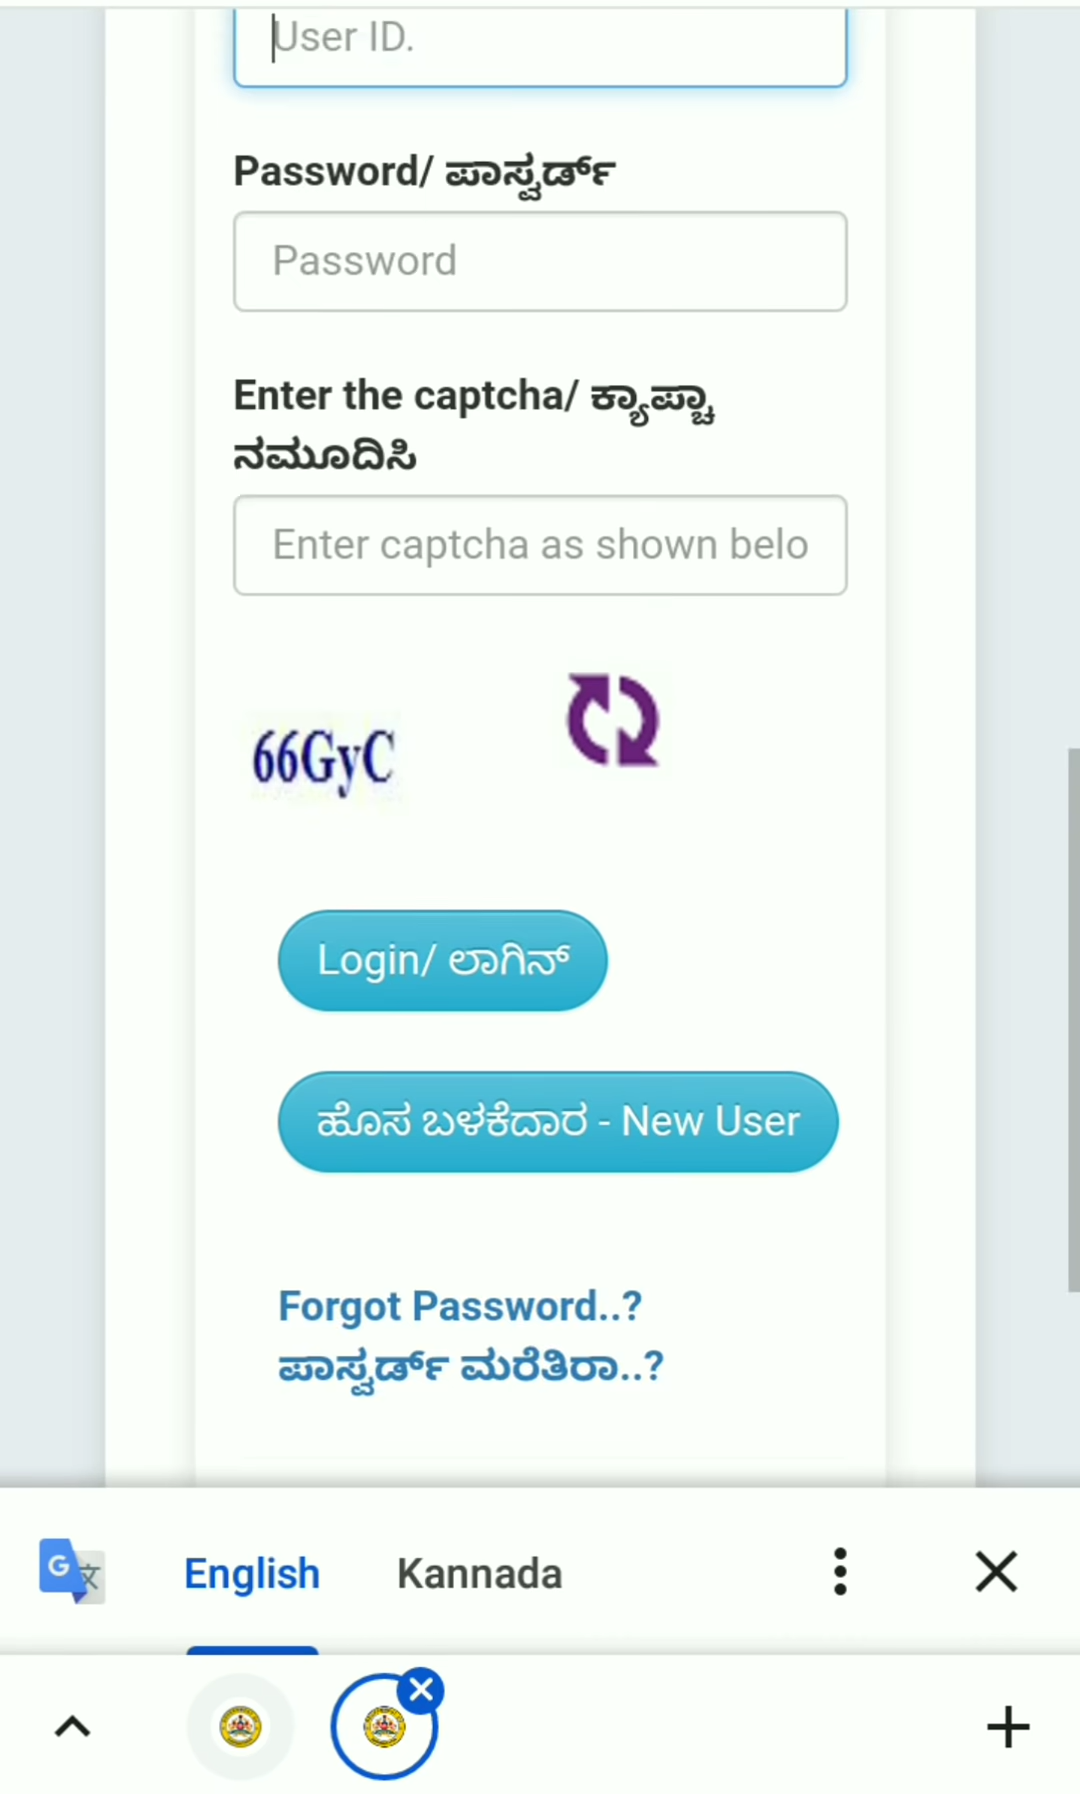 User ID.
Password/ ಪಾಸ್ವರ್ಡ್
Password
Enter the captcha/ ಕ್ಯಾಪ್ಚಾ
ನಮೂದಿಸಿ
Enter captcha as shown belo
66GyC
Login/ ಲಾಗಿನ್
ಹೊಸ ಬಳಕೆದಾರ - New User
Forgot Password..?
ಪಾಸ್ವರ್ಡ್ ಮರೆತಿರಾ..?
English Kannada